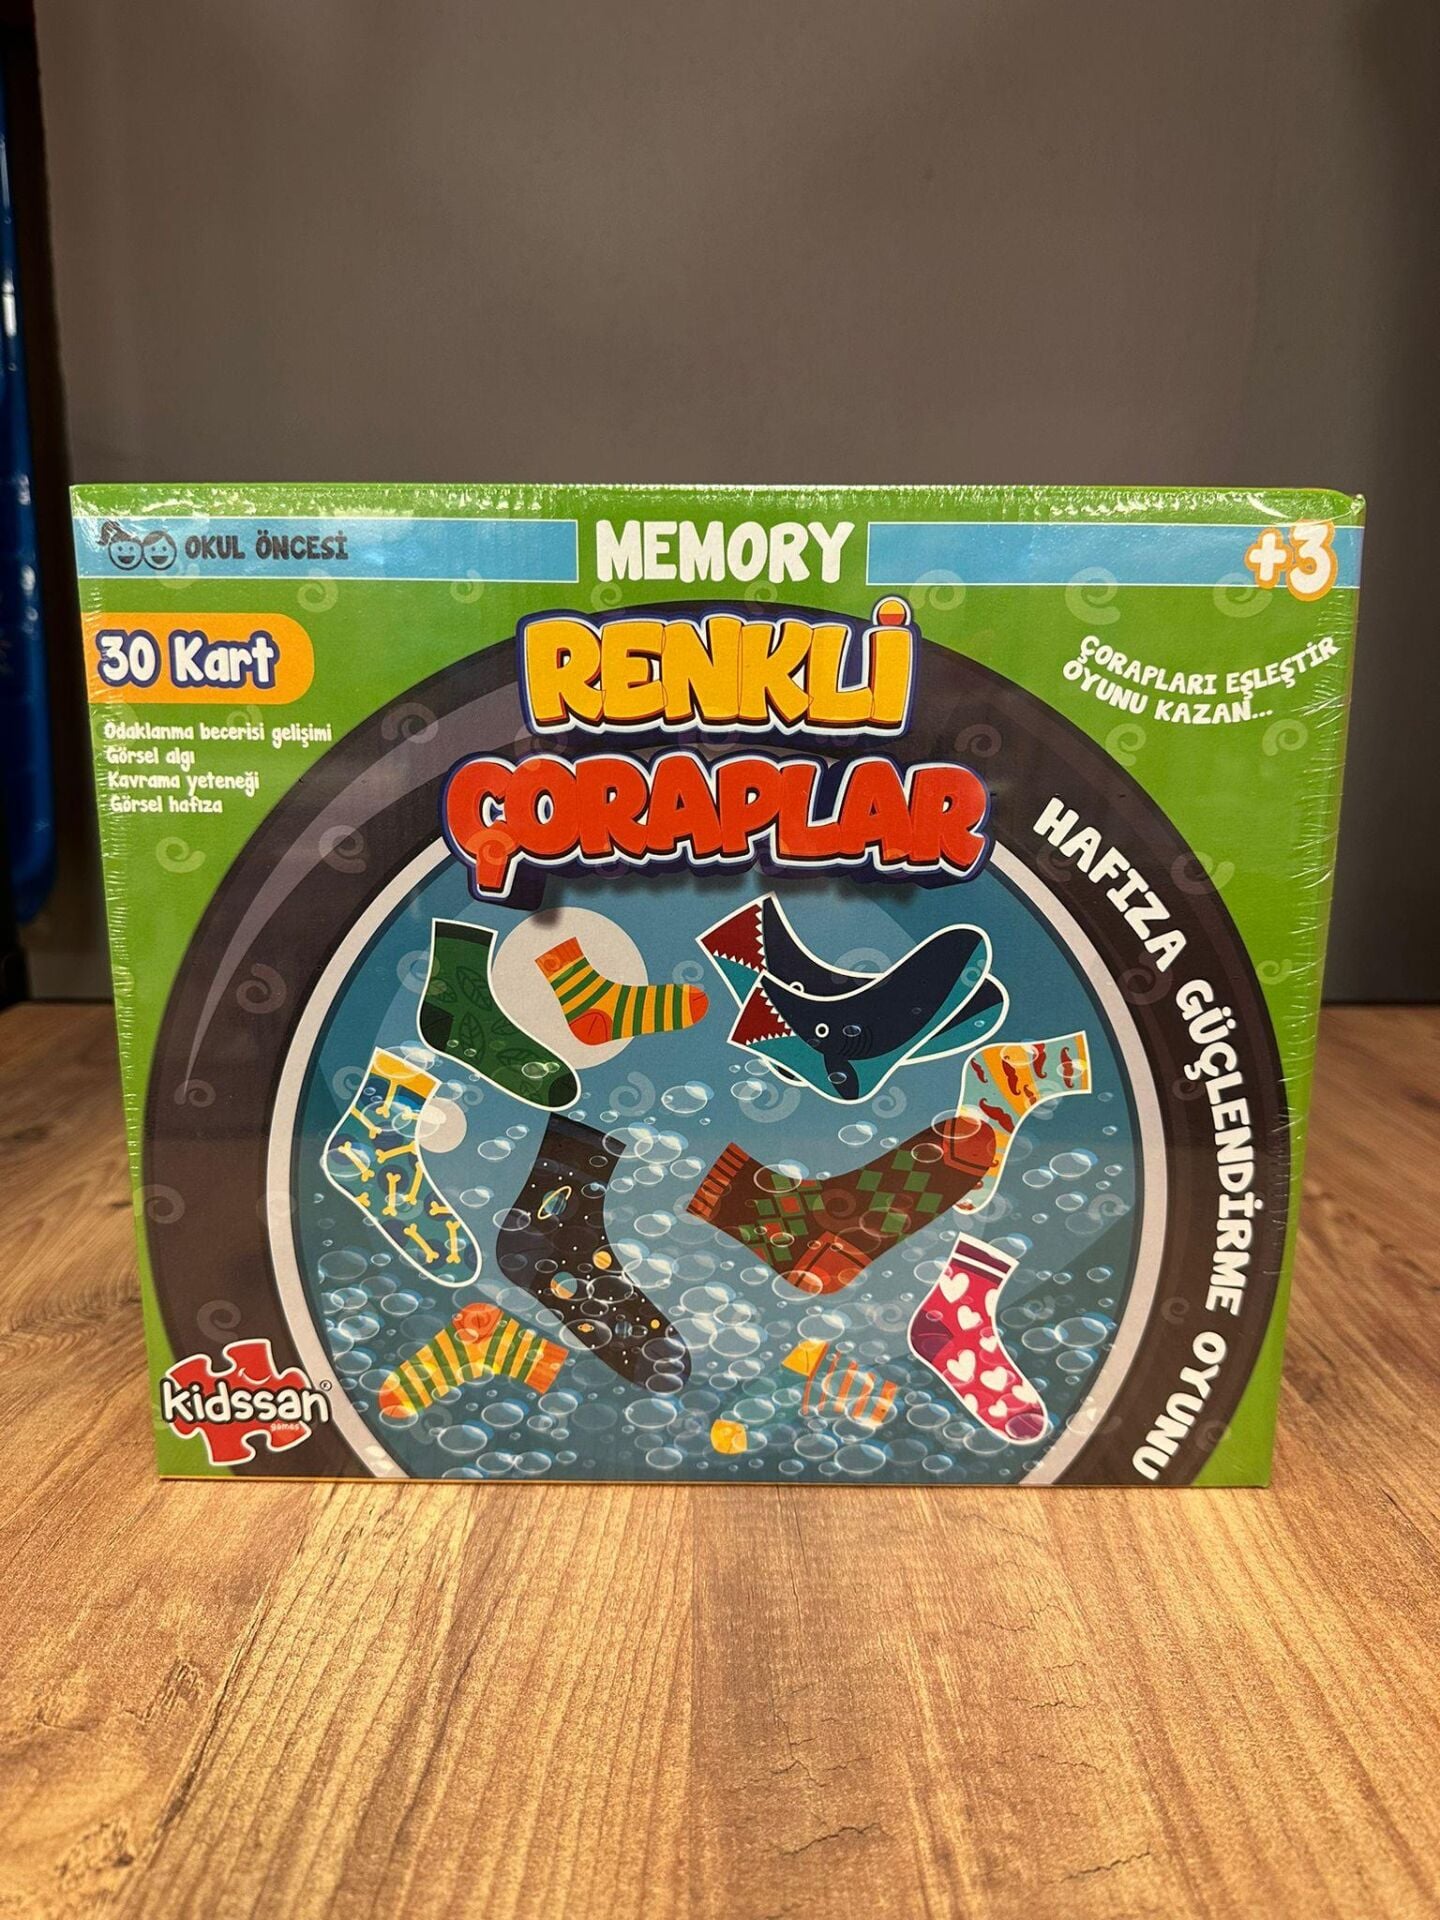 OKUL ÖNCESİ
MEMORY
+3
30 Kart
RENKLİ
ÇORAPLAR
ÇORAPLARI EŞLEŞTİR
OYUNU KAZAN...
Odaklanma becerisi gelişimi
Görsel algı
Kavrama yeteneği
Görsel hafıza
HAFIZA GÜÇLENDİRME OYUNU
kidssan
games